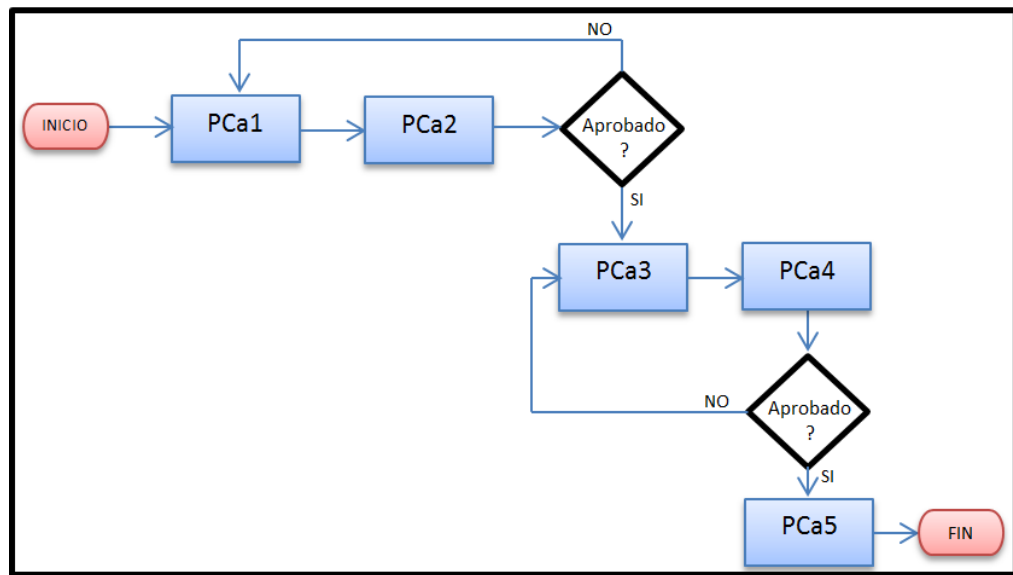 NO
INICIO
PCa1
PCa2
Aprobado
?
SI
PCa3
PCa4
NO
Aprobado
?
SI
PCa5
FIN